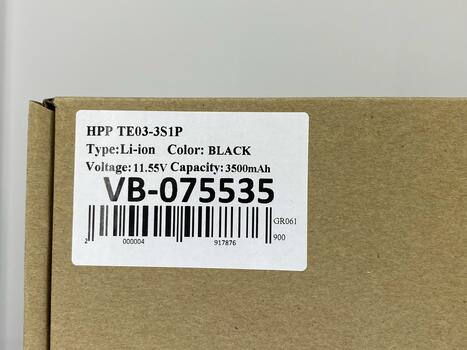 HPP TE03-3S1P
Type:Li-ion Color: BLACK
Voltage:11.55V Capacity:3500mAh
VB-075535
GR061
2 000004 917876 900